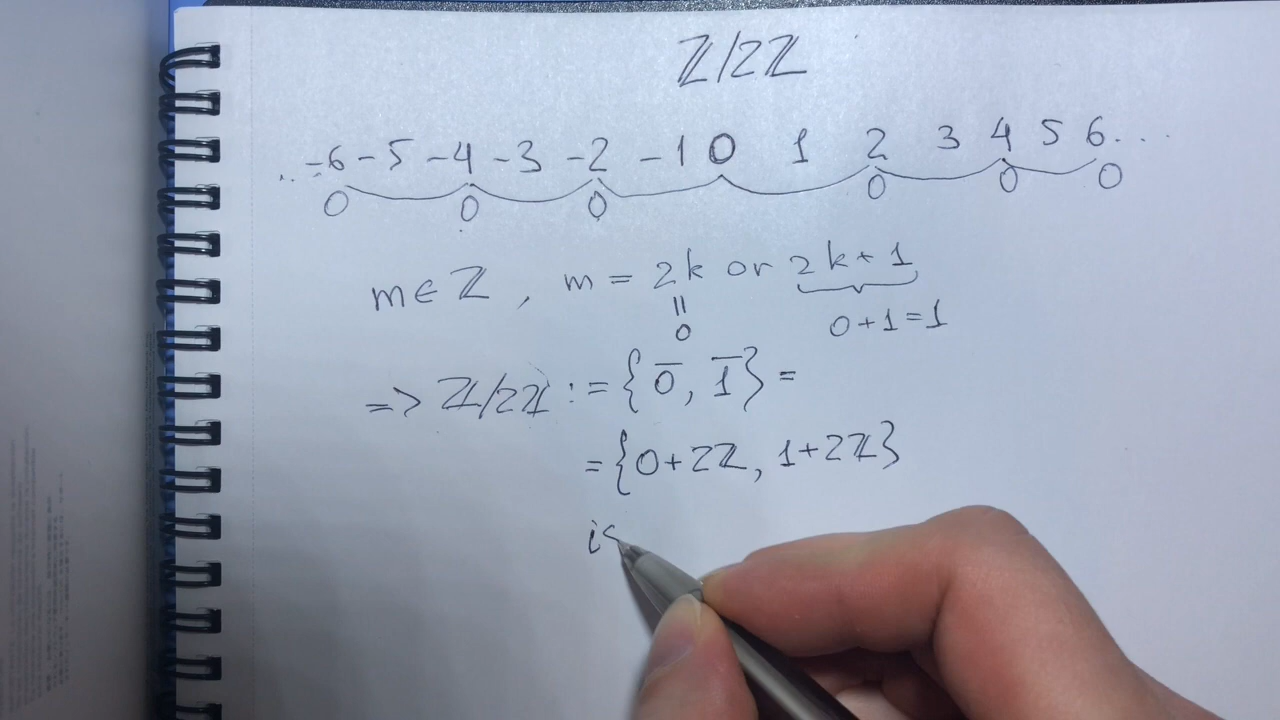 ℤ/2ℤ
.. -6 -5 -4 -3 -2 -1 0 1 2 3 4 5 6...
0 0 0 0 0 0
m ∈ ℤ, m = 2k or 2k+1
= 0
0+1=1
=> ℤ/2ℤ := {0̅, 1̅} =
= {0+2ℤ, 1+2ℤ}
is